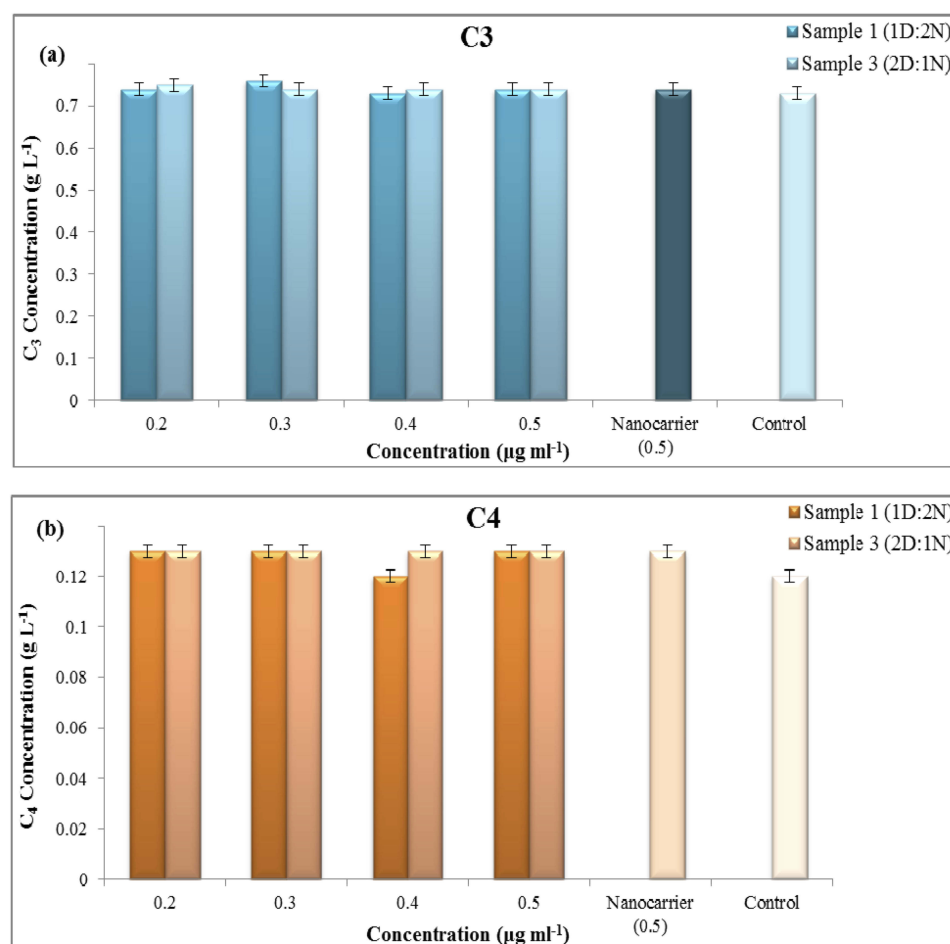 C3
Sample 1 (1D:2N)
Sample 3 (2D:1N)
(a)
C₃ Concentration (g L⁻¹)
0.7
0.6
0.5
0.4
0.3
0.2
0.1
0
0.2 0.3 0.4 0.5 Nanocarrier (0.5) Control
Concentration (µg ml⁻¹)
C4
Sample 1 (1D:2N)
Sample 3 (2D:1N)
(b)
C₄ Concentration (g L⁻¹)
0.12
0.1
0.08
0.06
0.04
0.02
0
0.2 0.3 0.4 0.5 Nanocarrier (0.5) Control
Concentration (µg ml⁻¹)